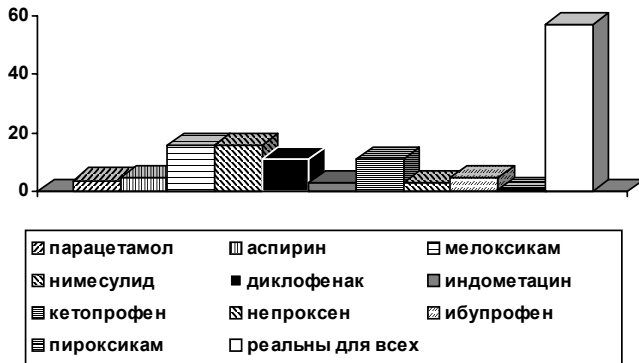 60
40
20
0
парацетамол аспирин мелоксикам
нимесулид диклофенак индометацин
кетопрофен непроксен ибупрофен
пироксикам реальны для всех